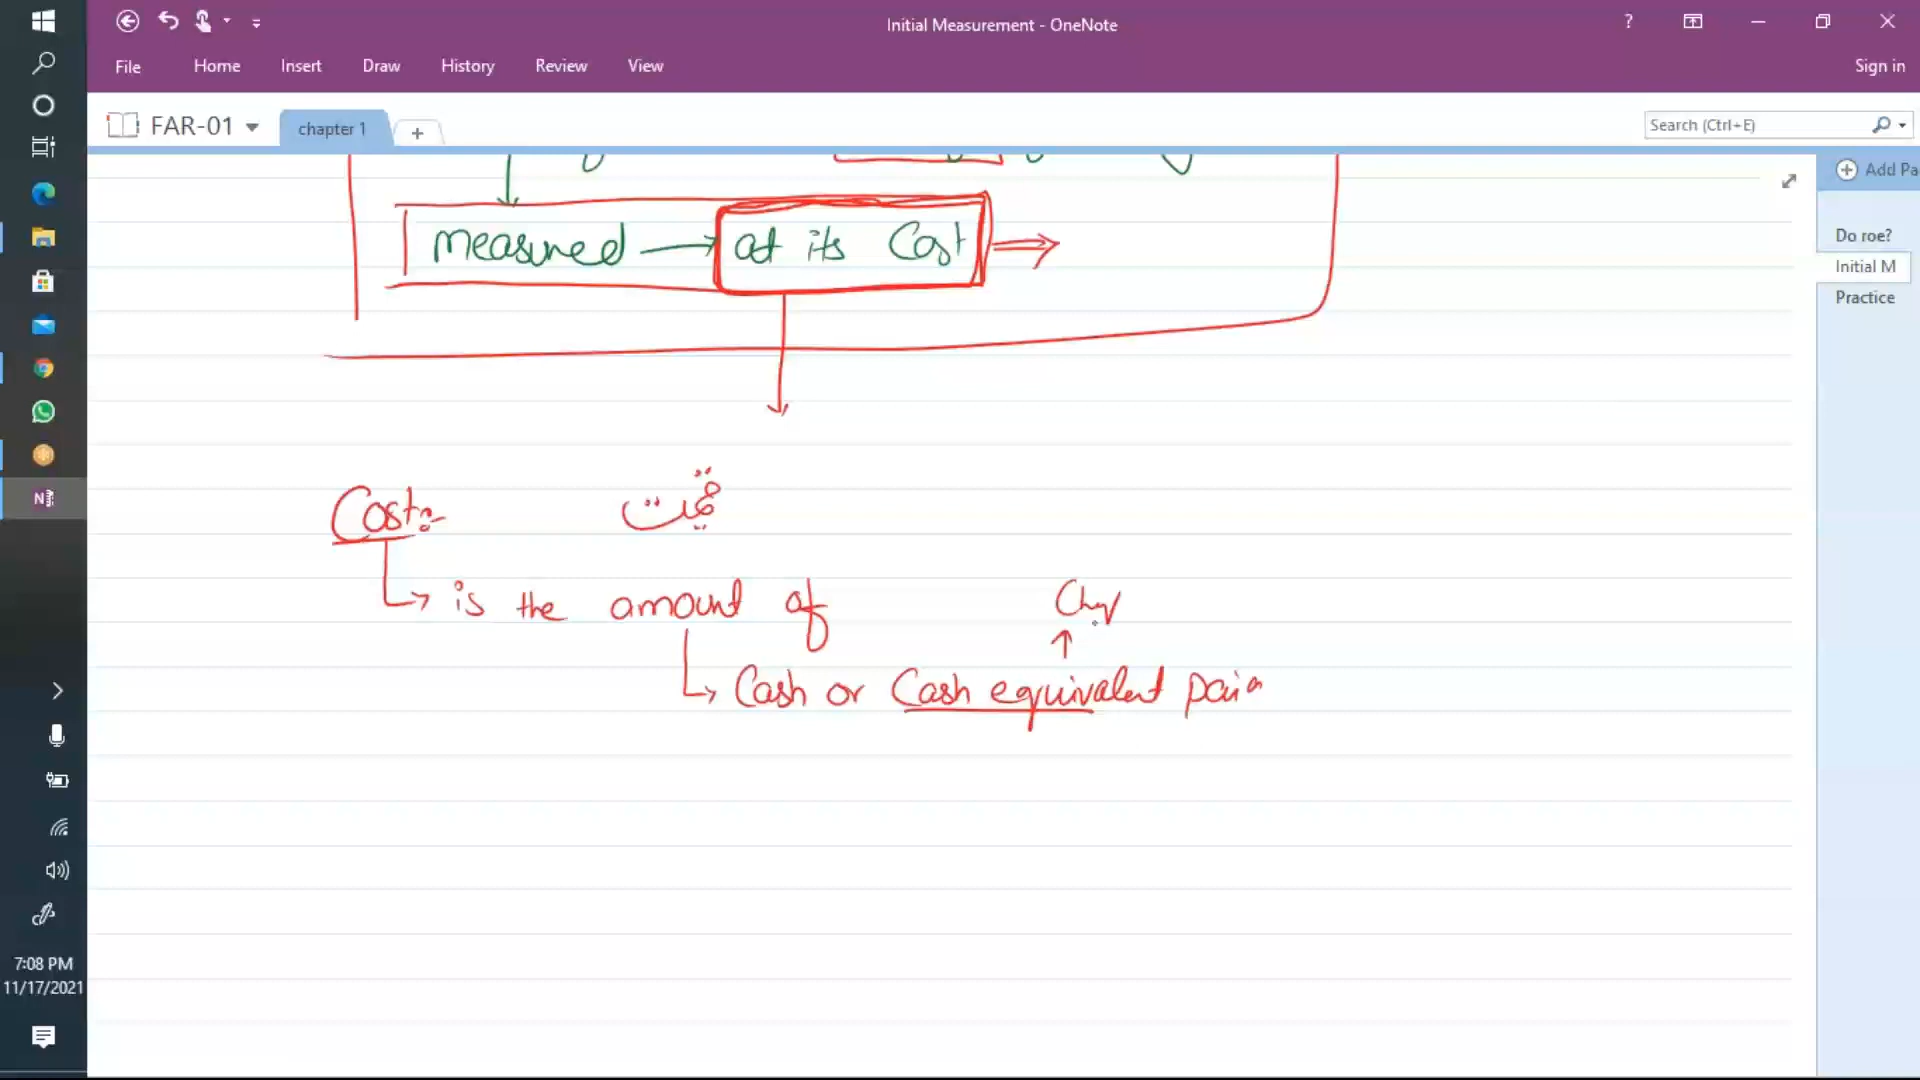 Initial Measurement - OneNote
?
File Home Insert Draw History Review View
Sign in
FAR-01
chapter 1
+
Search (Ctrl+E)
Add Pa
Do roe?
Initial M
Practice
measured → at its Cost ⇒
Cost:-
قیمت
↳ is the amount of
↑
↳ Cash or Cash equivalent
N
7:08 PM
11/17/2021